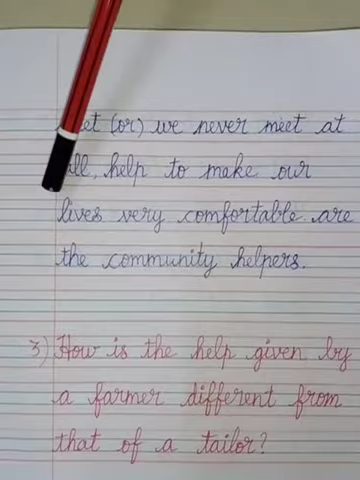 et (or) we never meet at
all, help to make our
lives very comfortable are
the community helpers.
3) How is the help given by
a farmer different from
that of a tailor?